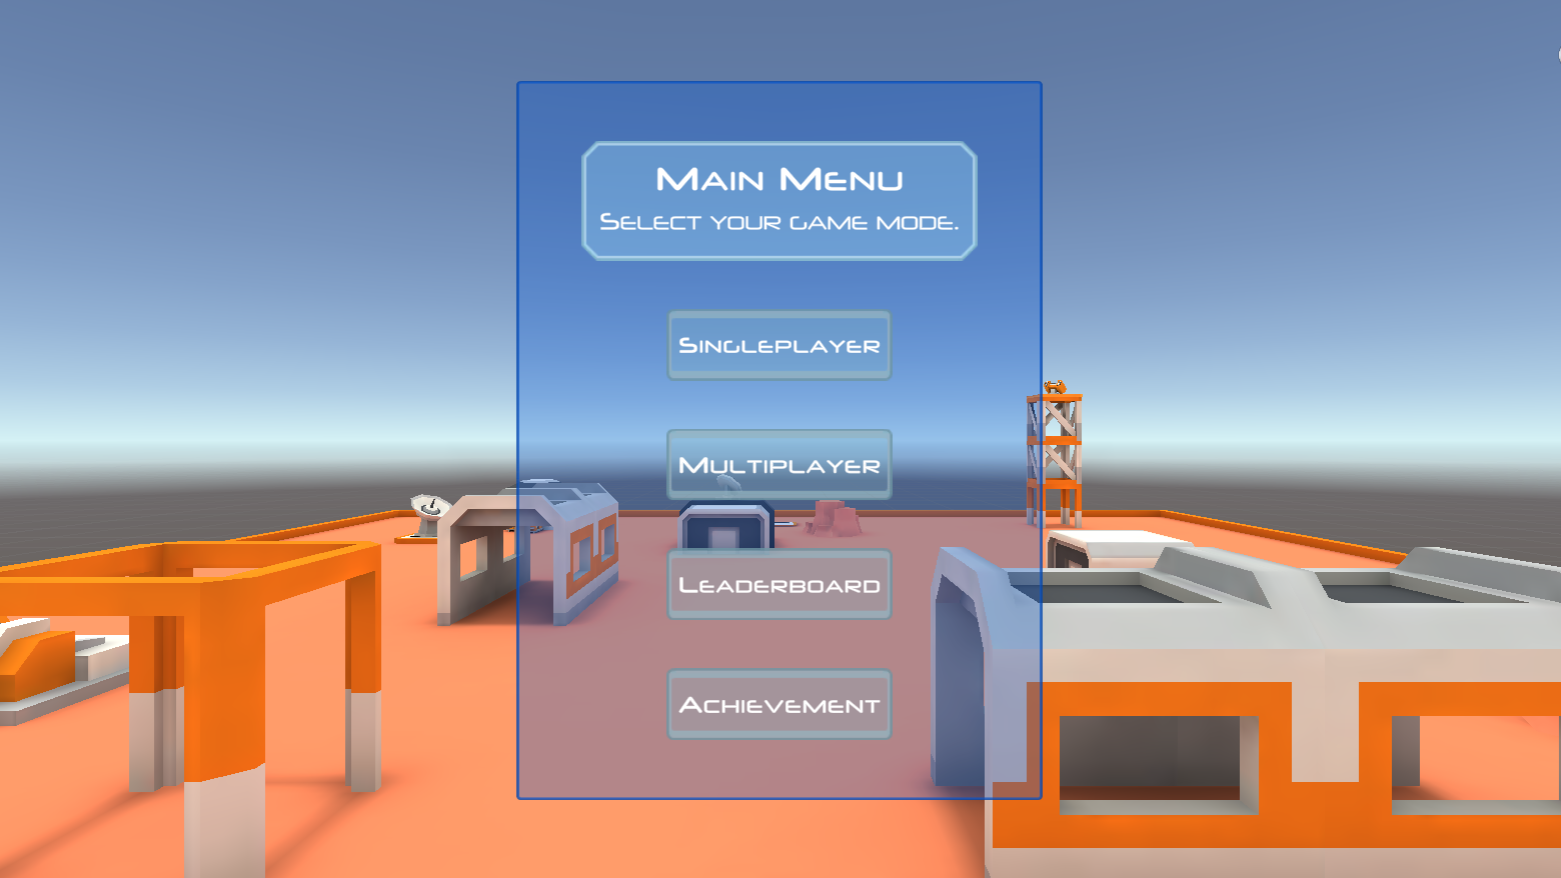 Main Menu
Select your game mode.
Singleplayer
Multiplayer
Leaderboard
Achievement